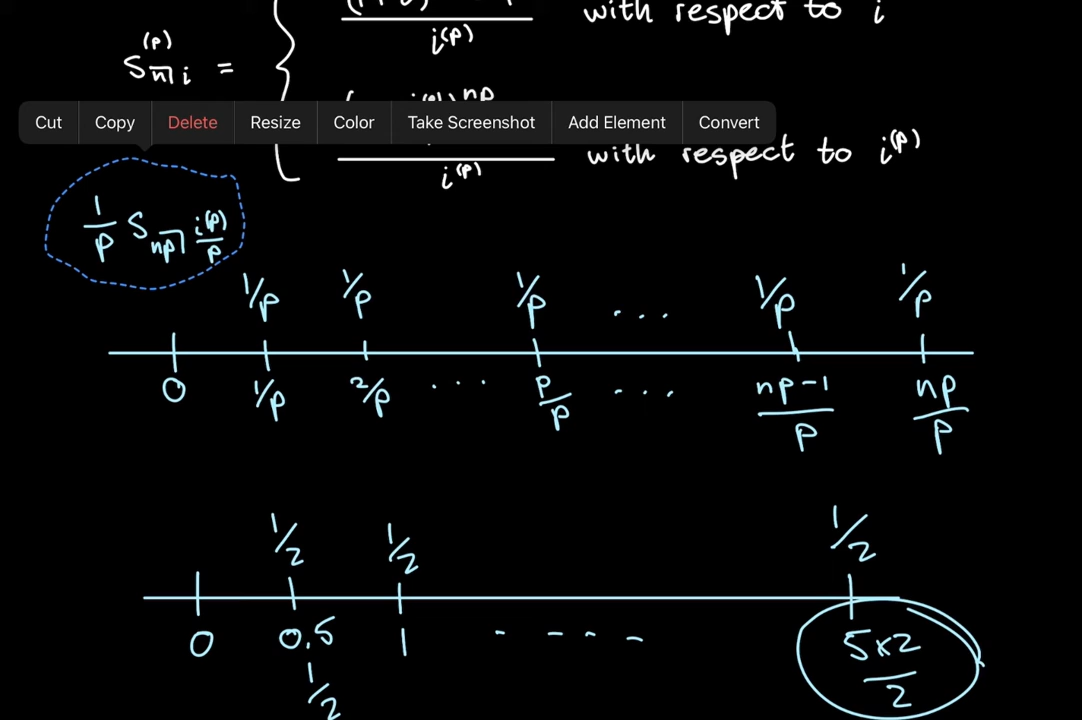 i^(p) with respect to i
s_n̅|i^(p) =
np
Cut Copy Delete Resize Color Take Screenshot Add Element Convert
i^(p) with respect to i^(p)
1/p s_np̅| i^(p)/p
1/p 1/p 1/p ... 1/p 1/p
0 1/p 2/p ... p/p ... np-1/p np/p
1/2 1/2 1/2
0 0.5 1 - - - - 5x2/2
1/2